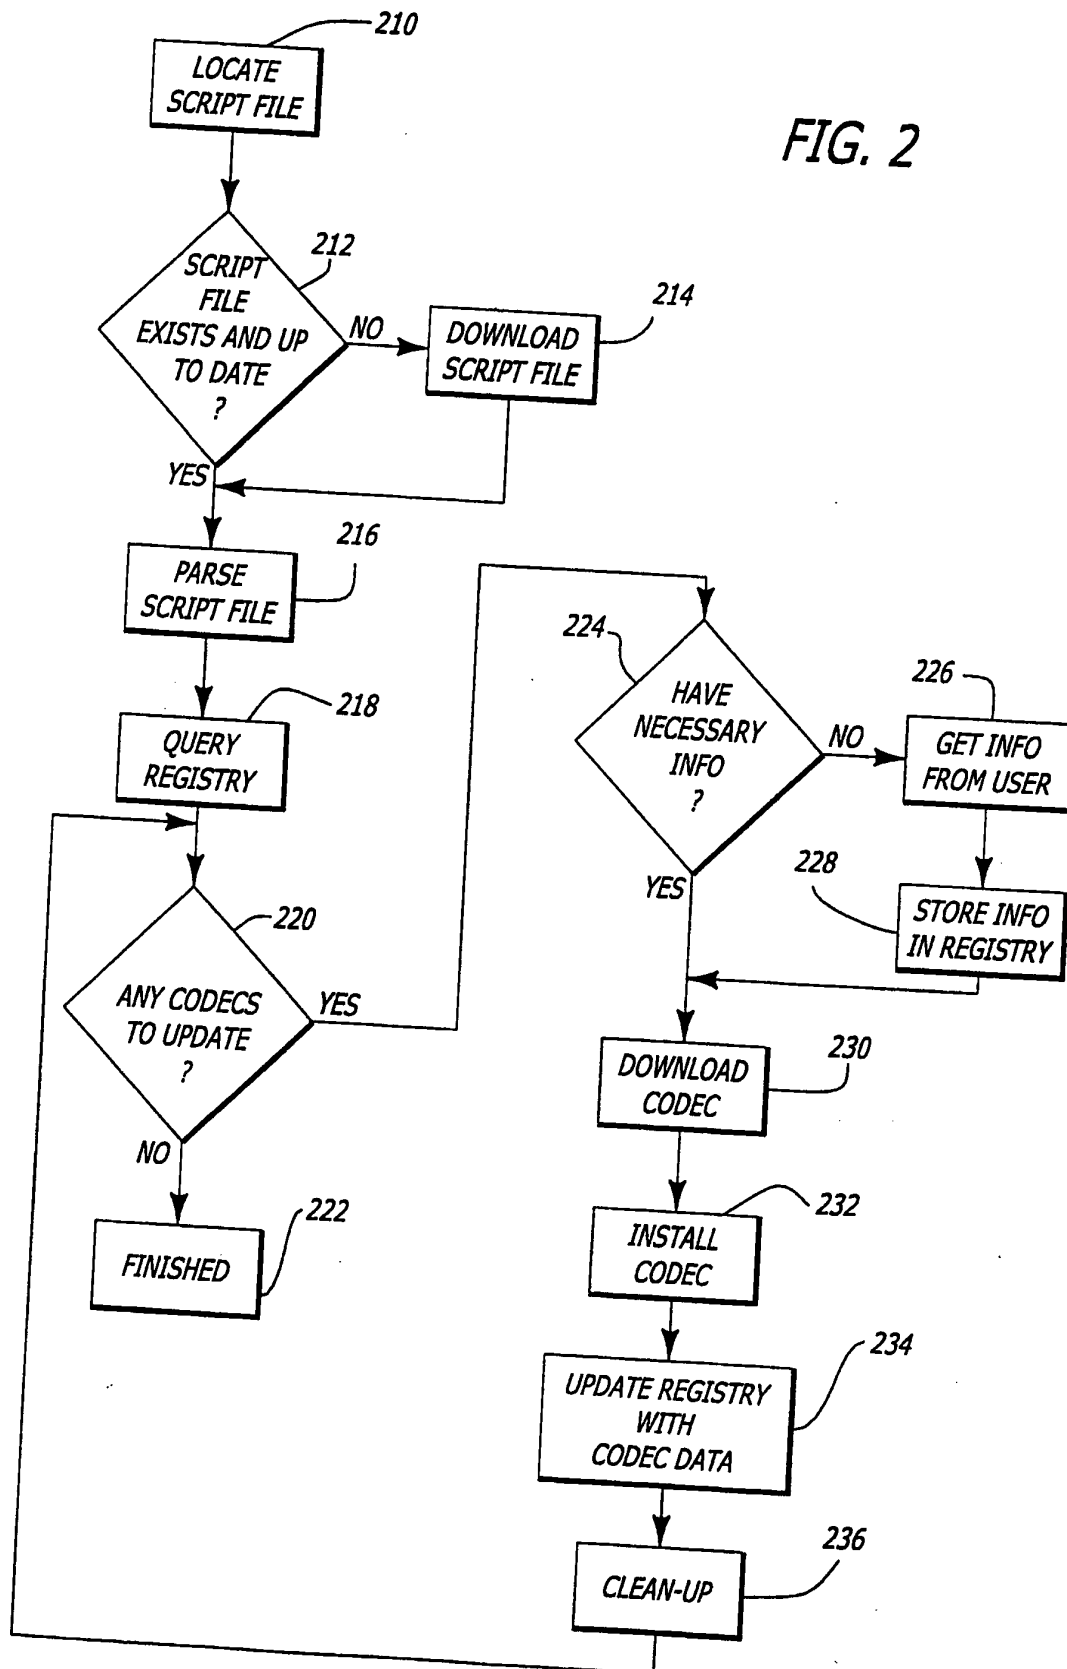 210
LOCATE
SCRIPT FILE
FIG. 2
212
SCRIPT
FILE
EXISTS AND UP
TO DATE
?
NO
214
DOWNLOAD
SCRIPT FILE
YES
216
PARSE
SCRIPT FILE
218
QUERY
REGISTRY
220
ANY CODECS
TO UPDATE
?
YES
NO
222
FINISHED
224
HAVE
NECESSARY
INFO
?
NO
226
GET INFO
FROM USER
YES
228
STORE INFO
IN REGISTRY
230
DOWNLOAD
CODEC
232
INSTALL
CODEC
234
UPDATE REGISTRY
WITH
CODEC DATA
236
CLEAN-UP